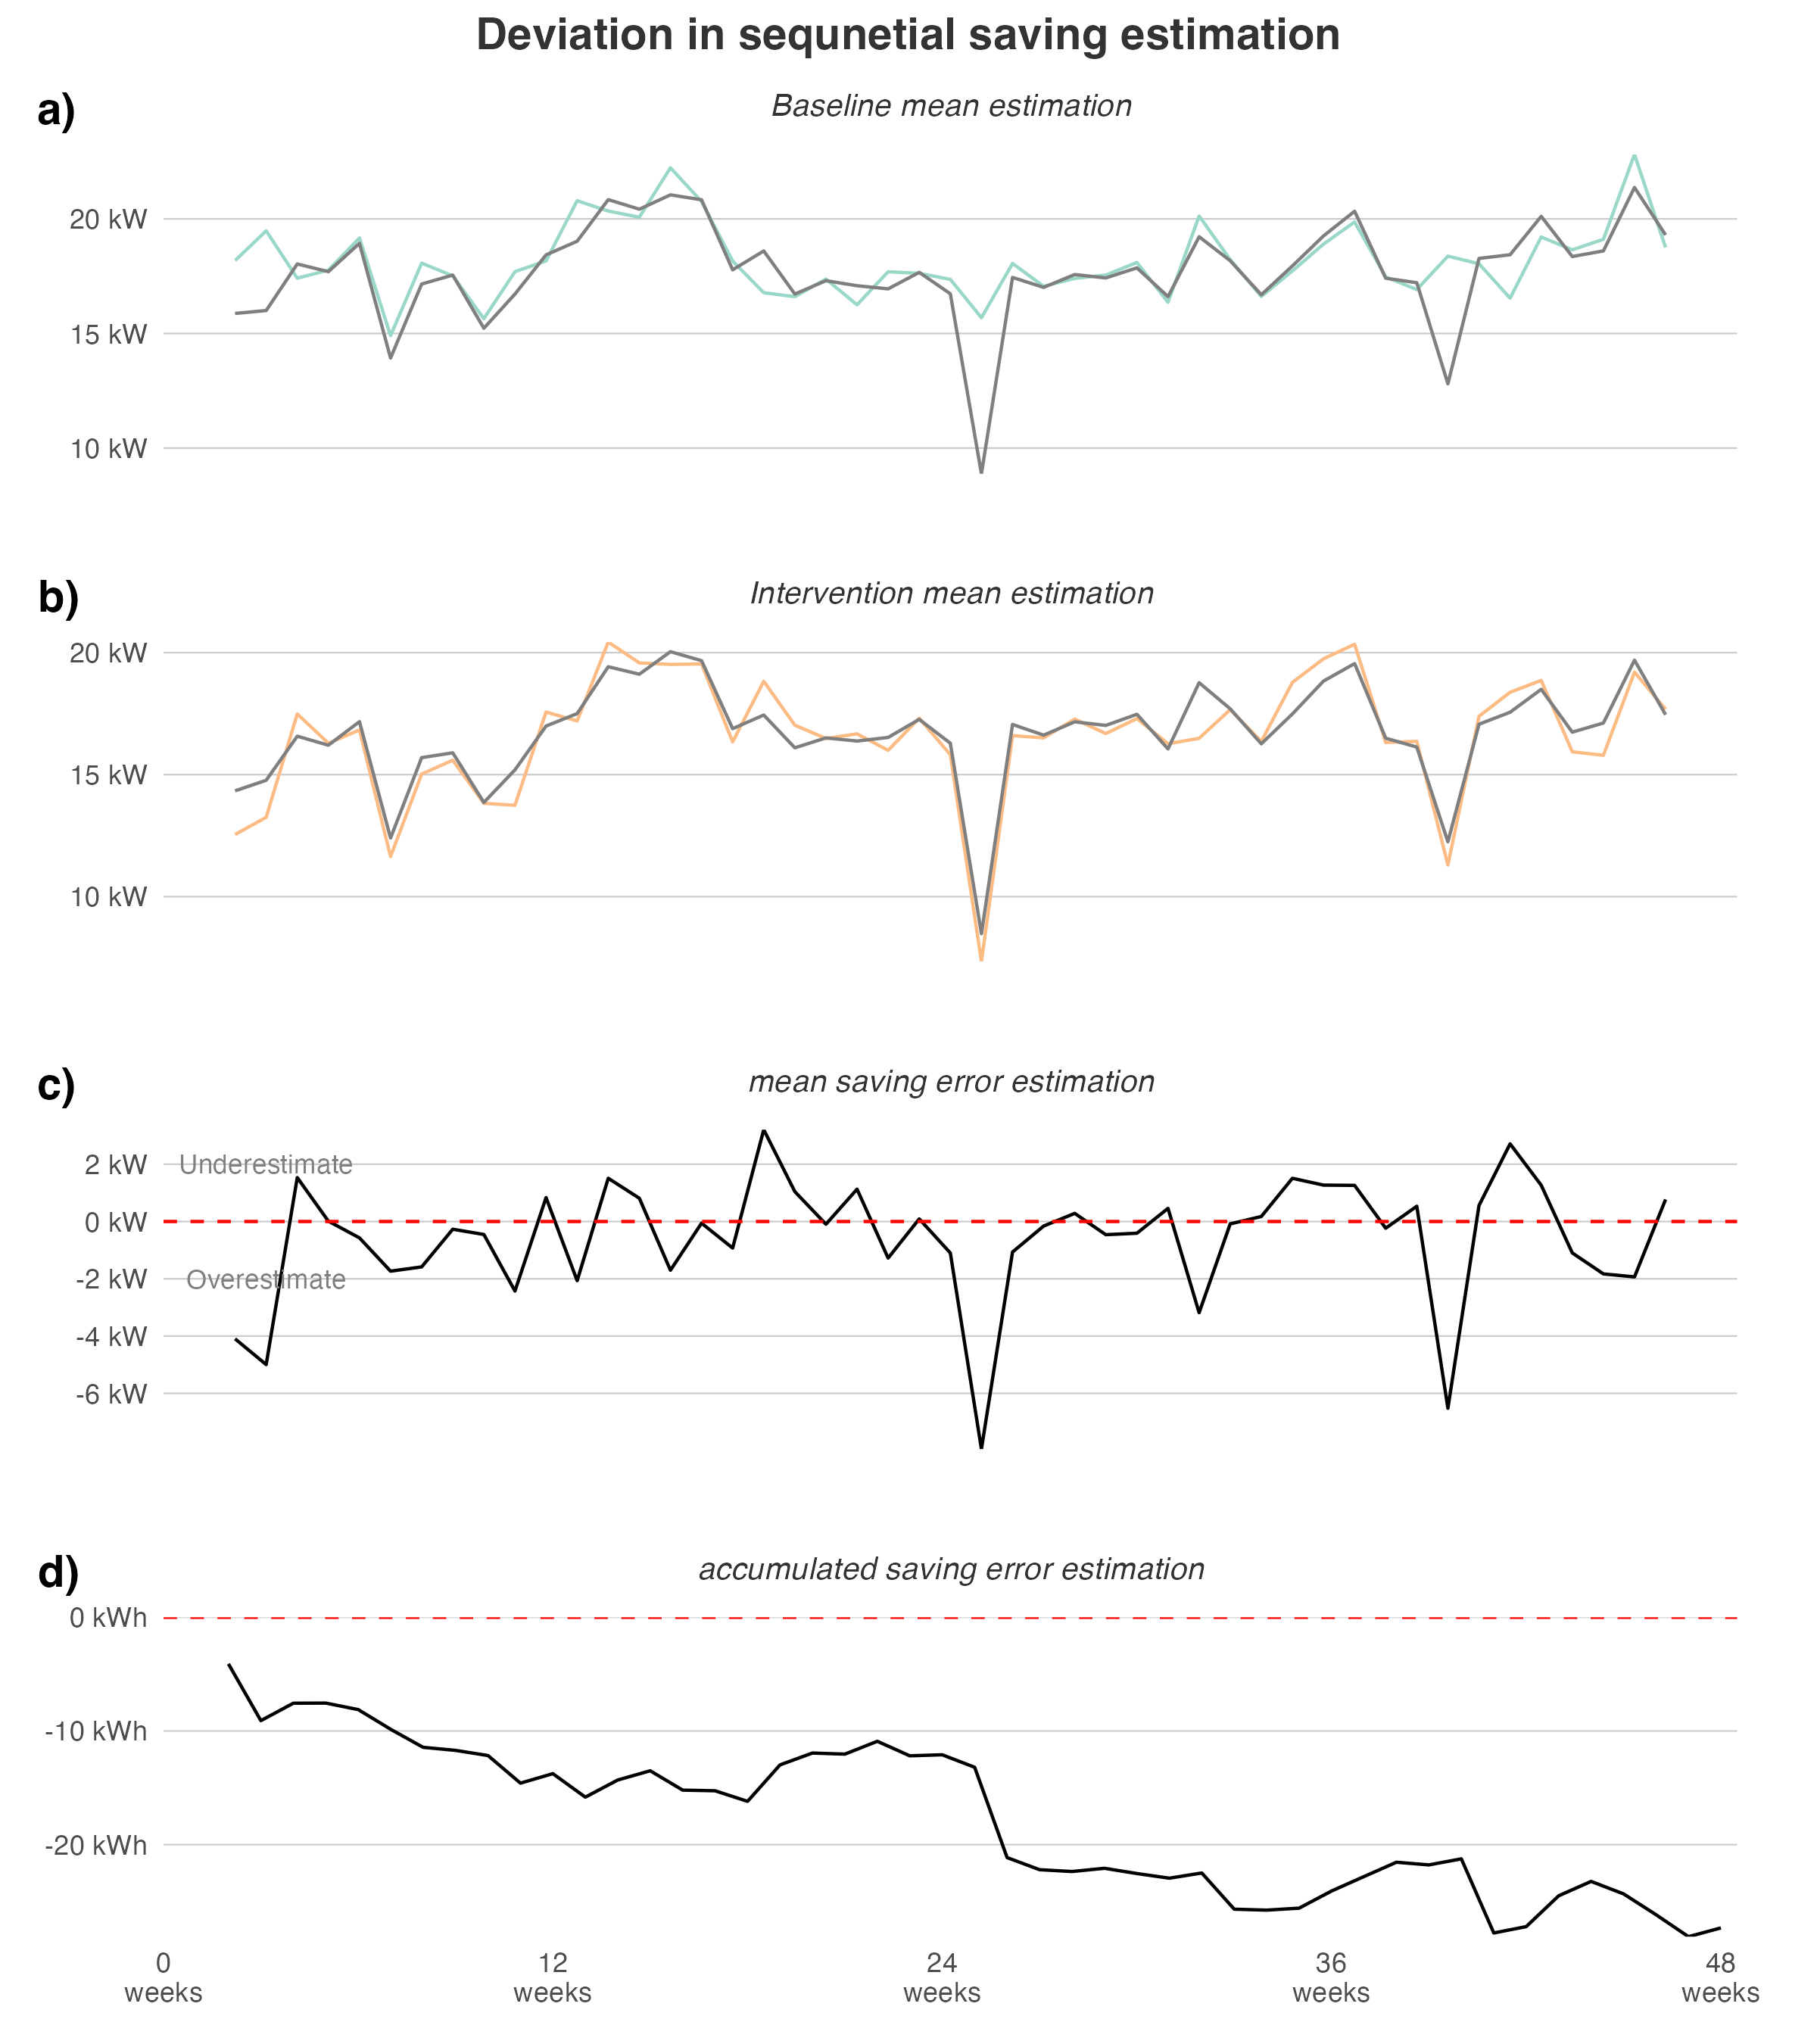 Deviation in sequnetial saving estimation
a)
Baseline mean estimation
20 kW
15 kW
10 kW
b)
Intervention mean estimation
20 kW
15 kW
10 kW
c)
mean saving error estimation
2 kW
Underestimate
0 kW
-2 kW
Overestimate
-4 kW
-6 kW
d)
accumulated saving error estimation
0 kWh
-10 kWh
-20 kWh
0 12 24 36 48
weeks weeks weeks weeks weeks